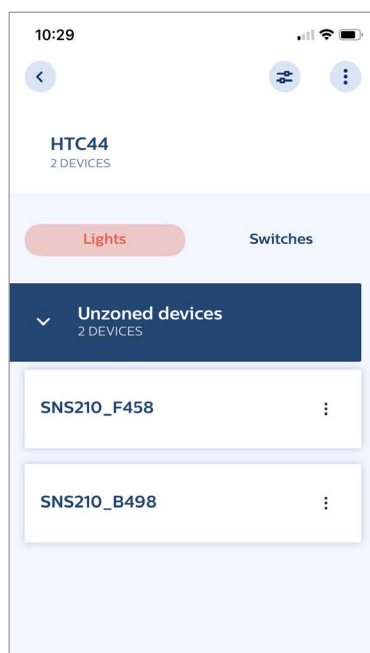 10:29
HTC44
2 DEVICES
Lights Switches
Unzoned devices
2 DEVICES
SNS210_F458
SNS210_B498